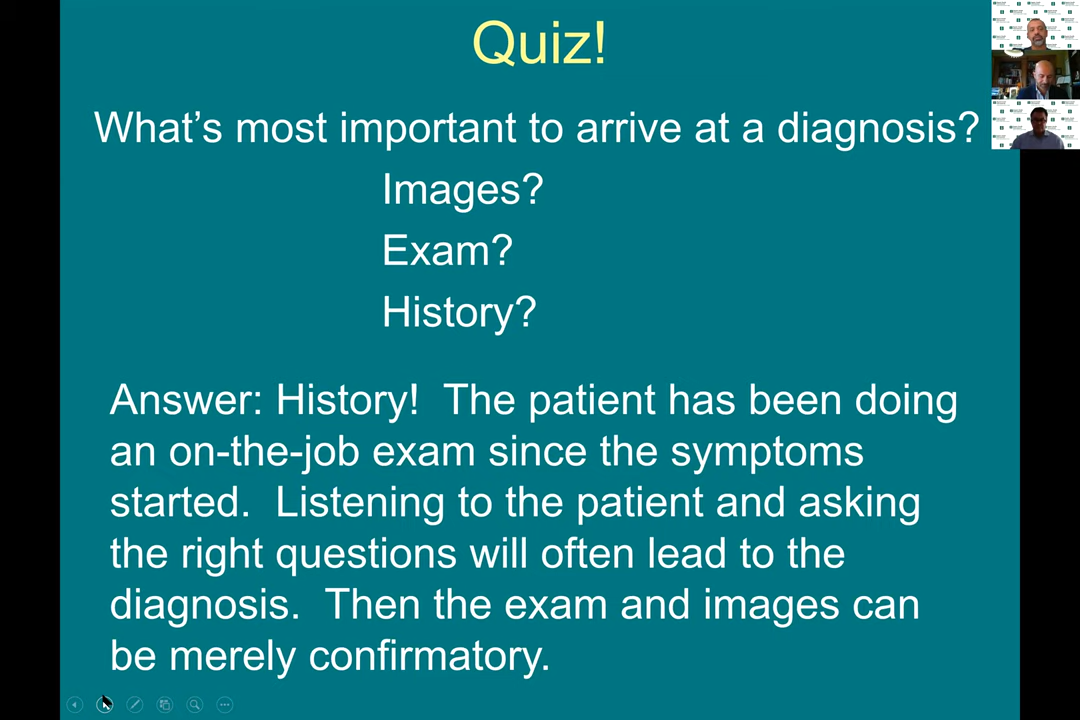 Quiz!
What's most important to arrive at a diagnosis?
Images?
Exam?
History?
Answer: History!  The patient has been doing
an on-the-job exam since the symptoms
started.  Listening to the patient and asking
the right questions will often lead to the
diagnosis.  Then the exam and images can
be merely confirmatory.